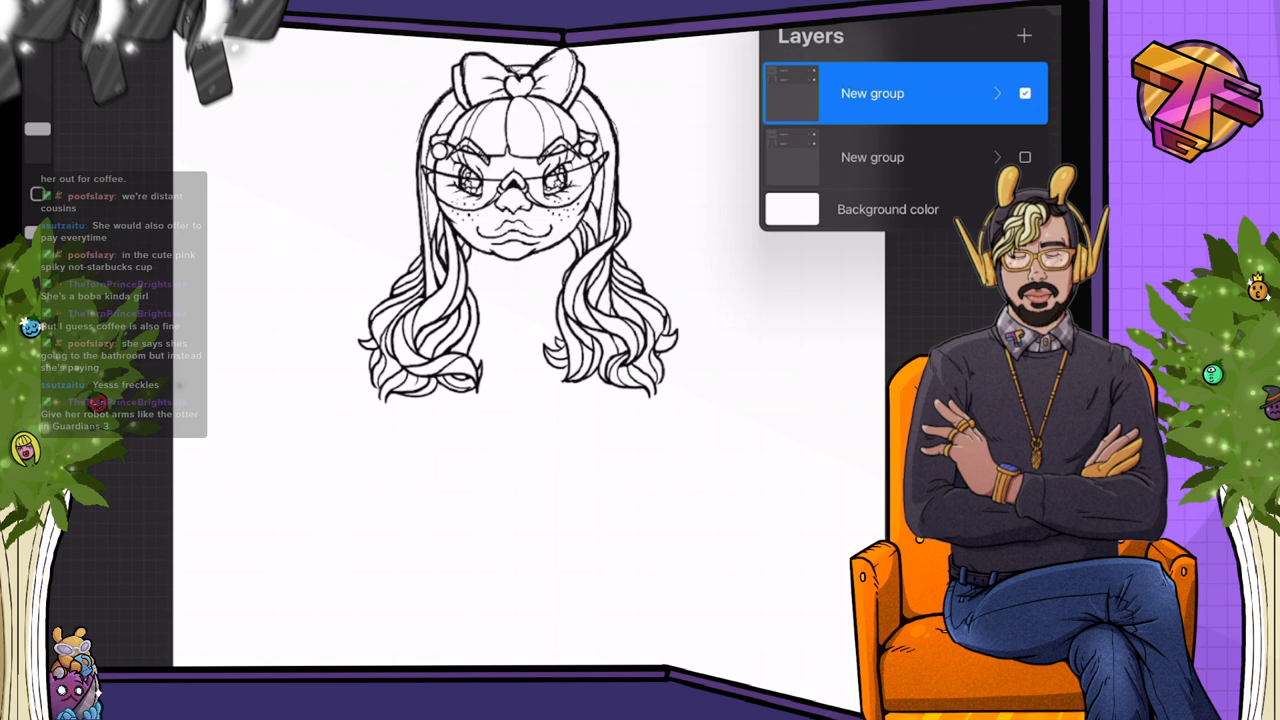 Layers
New group
New group
Background color
her out for coffee.
poofslazy: we're distant
cousins
ssutzaitu: She would also offer to
pay everytime
poofslazy: in the cute pink
spiky not-starbucks cup
She's a boba kinda girl
But I guess coffee is also fine
poofslazy: she says shes
going to the bathroom but instead
she's paying
ssutzaitu: Yesss freckles
Give her robot arms like the otter
in Guardians 3